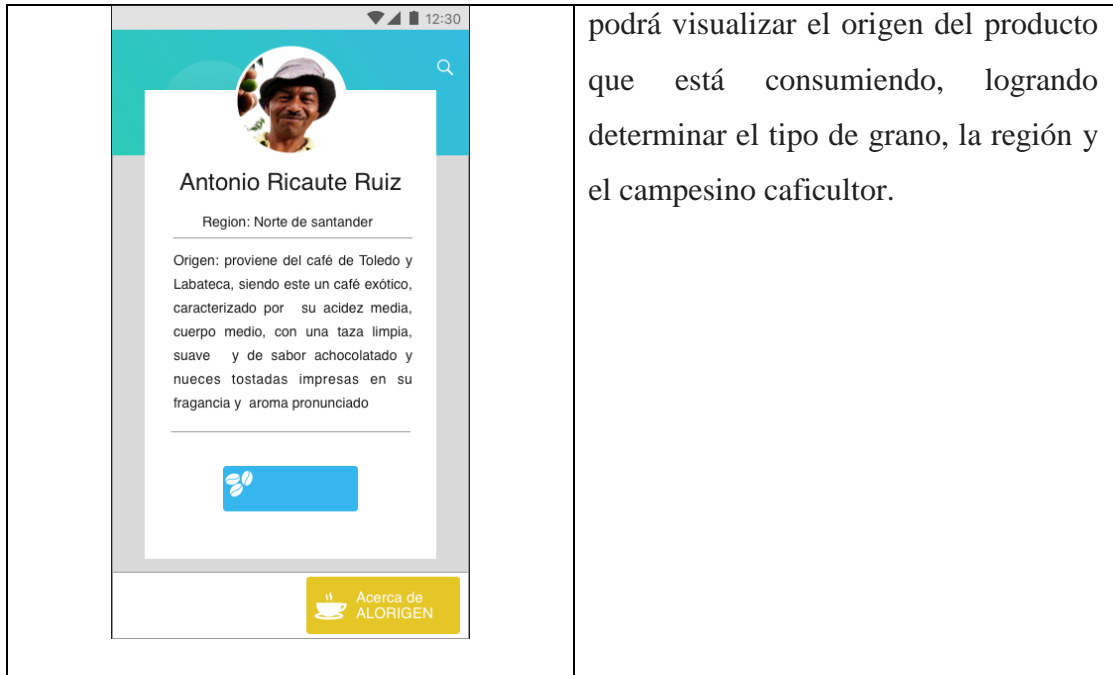 12:30
Antonio Ricaute Ruiz
Region: Norte de santander
Origen: proviene del café de Toledo y
Labateca, siendo este un café exótico,
caracterizado por su acidez media,
cuerpo medio, con una taza limpia,
suave y de sabor achocolatado y
nueces tostadas impresas en su
fragancia y aroma pronunciado
Acerca de
ALORIGEN
podrá visualizar el origen del producto
que está consumiendo, logrando
determinar el tipo de grano, la región y
el campesino caficultor.